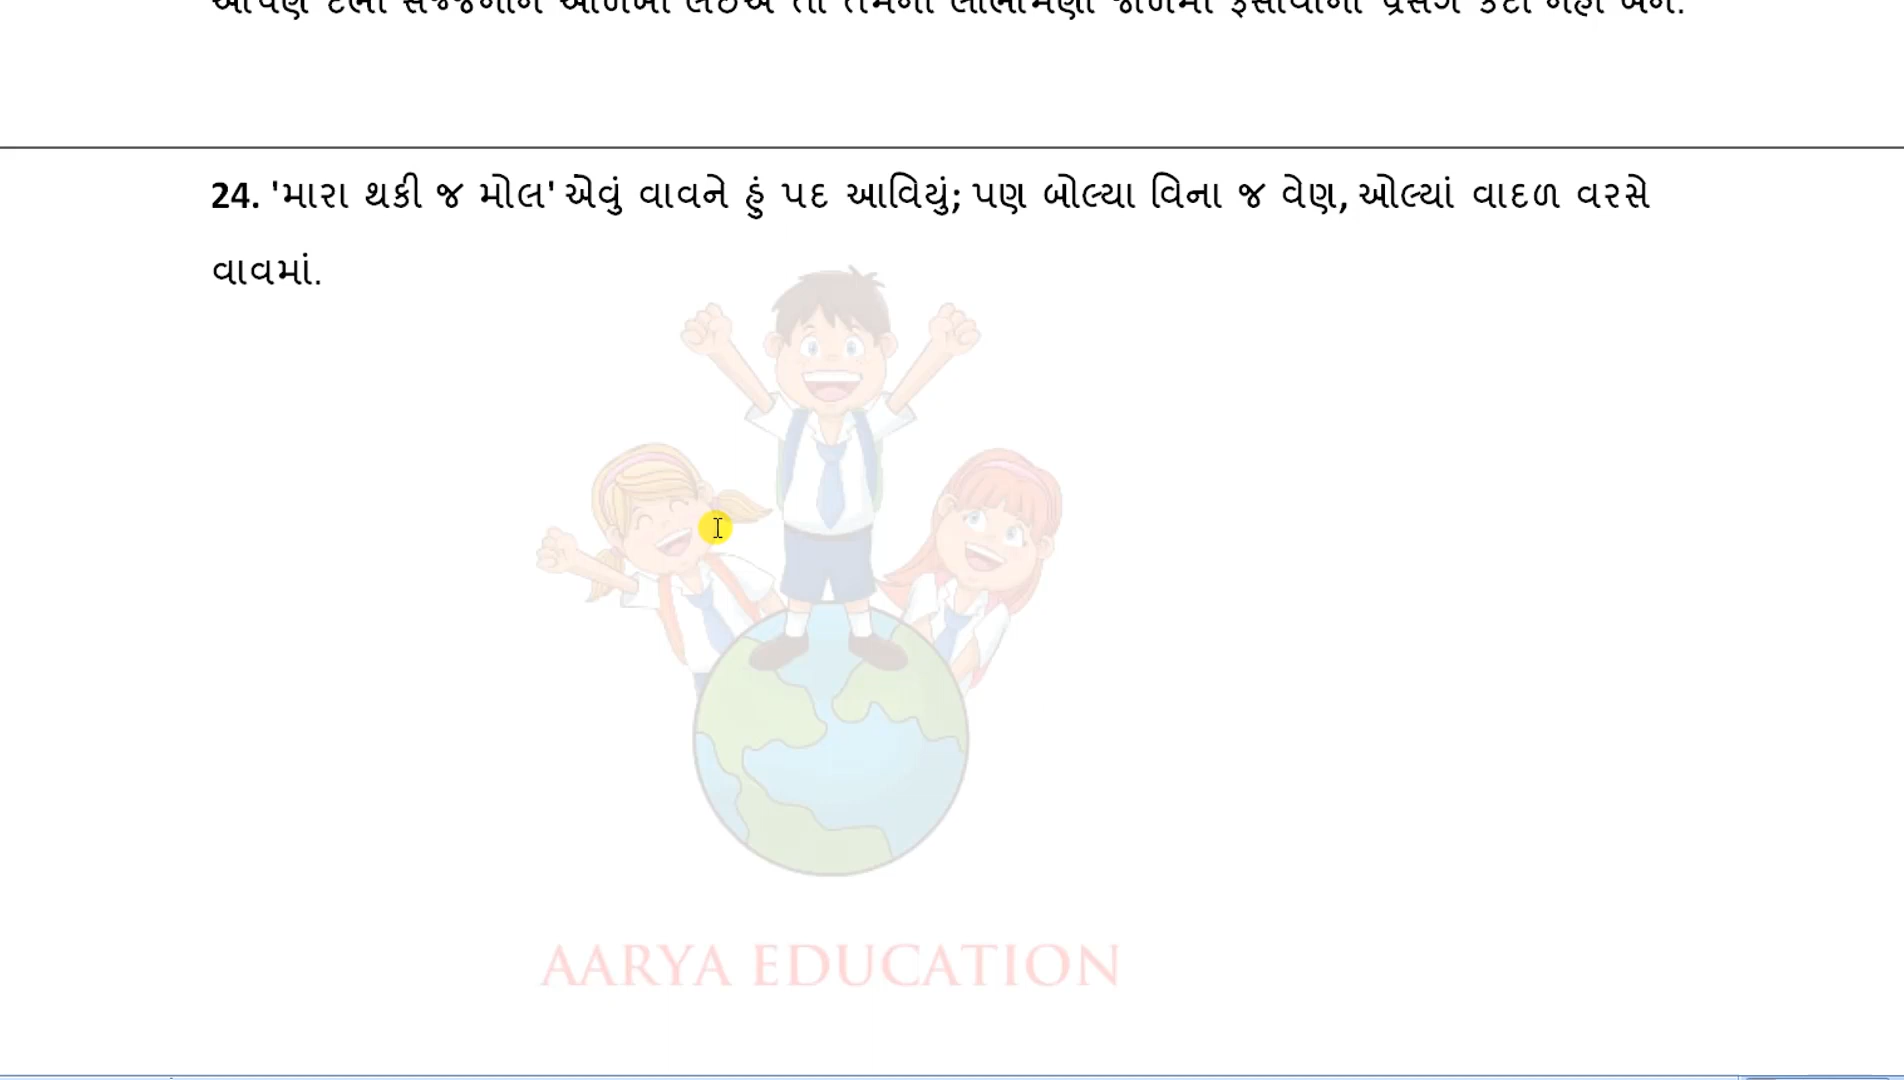 24. 'મારા થકી જ મોલ' એવું વાવને હું પદ આવિયું; પણ બોલ્યા વિના જ વેણ, ઓલ્યાં વાદળ વરસે
વાવમાં.
AARYA EDUCATION